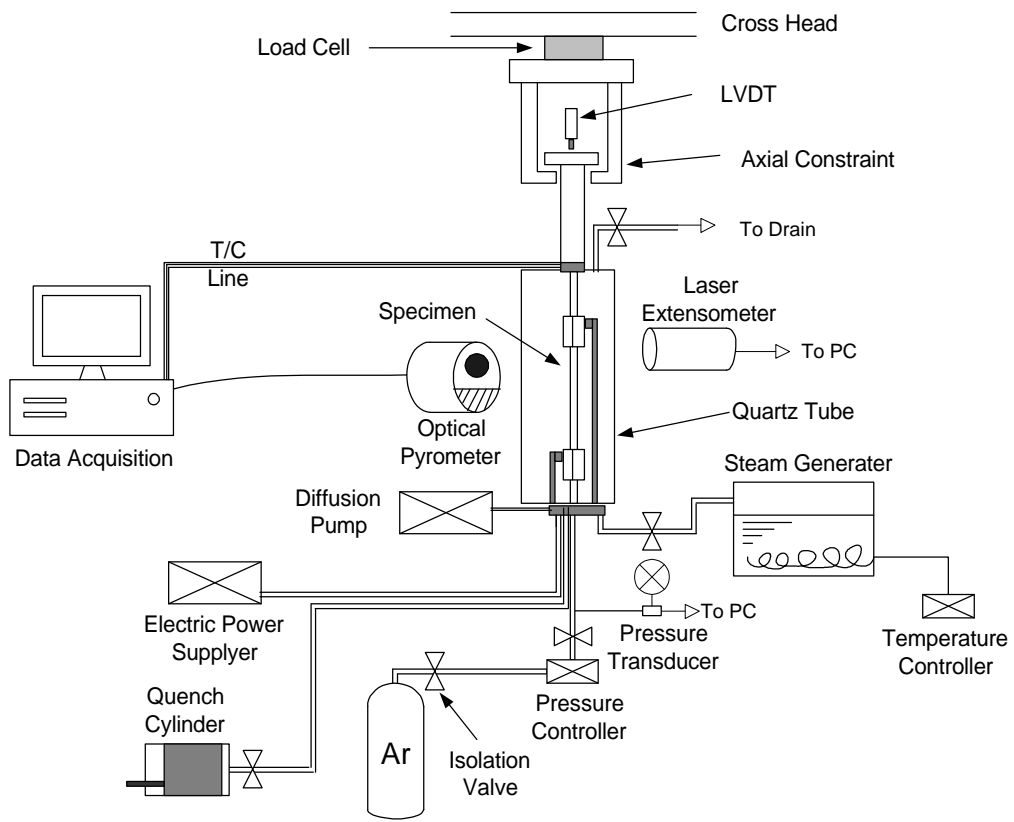 Cross Head
Load Cell
LVDT
Axial Constraint
To Drain
T/C
Line
Laser
Extensometer
Specimen
To PC
Quartz Tube
Optical
Pyrometer
Data Acquisition
Steam Generater
Diffusion
Pump
To PC
Electric Power
Supplyer
Pressure
Transducer
Temperature
Controller
Quench
Cylinder
Pressure
Controller
Ar
Isolation
Valve